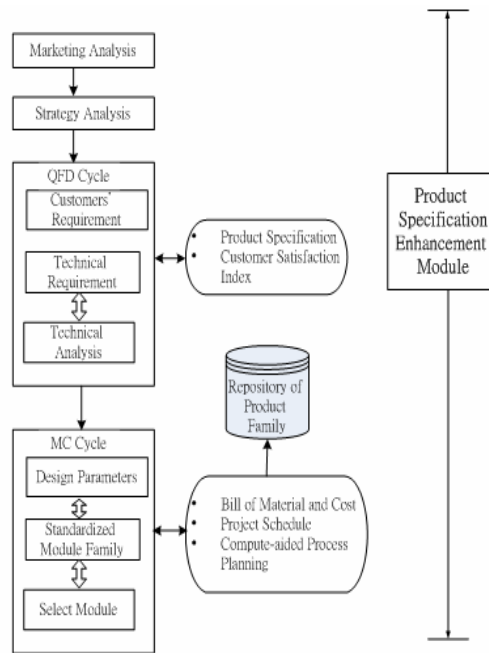 Marketing Analysis
Strategy Analysis
QFD Cycle
Customers'
Requirement
Technical
Requirement
Technical
Analysis
• Product Specification
• Customer Satisfaction
Index
Product
Specification
Enhancement
Module
Repository of
Product
Family
MC Cycle
Design Parameters
Standardized
Module Family
Select Module
• Bill of Material and Cost
• Project Schedule
• Compute-aided Process
Planning